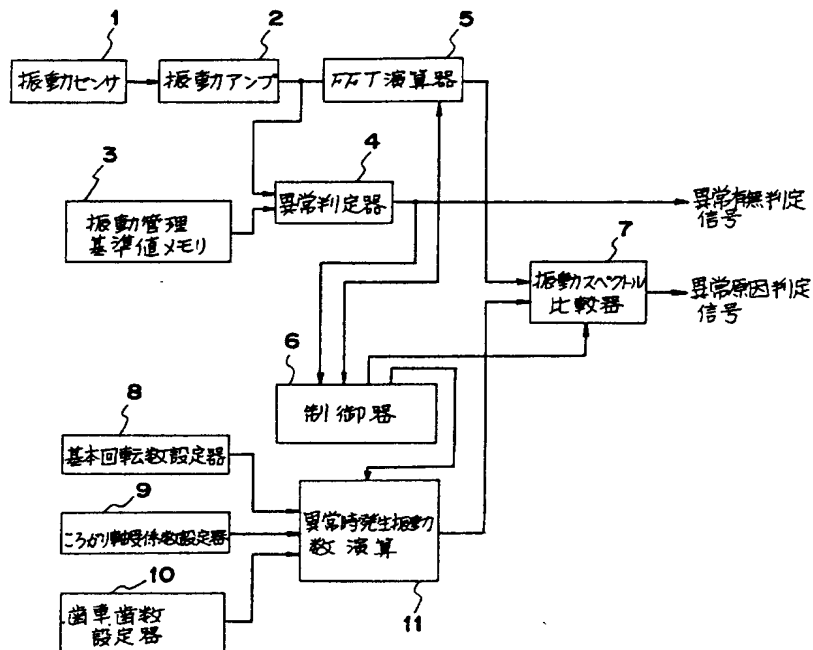 1
振動センサ
2
振動アンプ
5
FFT演算器
3
振動管理
基準値メモリ
4
異常判定器
異常有無判定
信号
7
振動スペクトル
比較器
異常原因判定
信号
6
制御器
8
基本回転数設定器
9
ころがり軸受係数設定器
10
歯車歯数
設定器
異常時発生振動
数演算
11